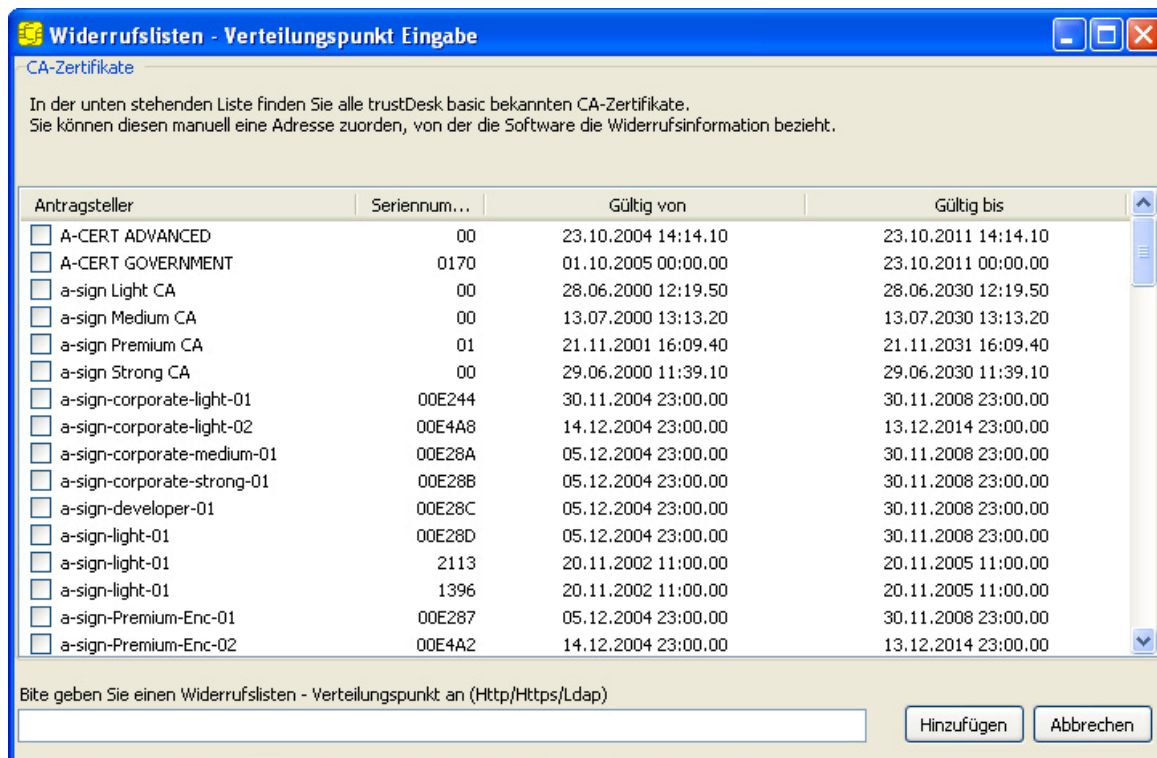 Widerrufslisten - Verteilungspunkt Eingabe
CA-Zertifikate
In der unten stehenden Liste finden Sie alle trustDesk basic bekannten CA-Zertifikate.
Sie können diesen manuell eine Adresse zuorden, von der die Software die Widerrufsinformation bezieht.
Antragsteller Seriennum... Gültig von Gültig bis
A-CERT ADVANCED 00 23.10.2004 14:14.10 23.10.2011 14:14.10
A-CERT GOVERNMENT 0170 01.10.2005 00:00.00 23.10.2011 00:00.00
a-sign Light CA 00 28.06.2000 12:19.50 28.06.2030 12:19.50
a-sign Medium CA 00 13.07.2000 13:13.20 13.07.2030 13:13.20
a-sign Premium CA 01 21.11.2001 16:09.40 21.11.2031 16:09.40
a-sign Strong CA 00 29.06.2000 11:39.10 29.06.2030 11:39.10
a-sign-corporate-light-01 00E244 30.11.2004 23:00.00 30.11.2008 23:00.00
a-sign-corporate-light-02 00E4A8 14.12.2004 23:00.00 13.12.2014 23:00.00
a-sign-corporate-medium-01 00E28A 05.12.2004 23:00.00 30.11.2008 23:00.00
a-sign-corporate-strong-01 00E28B 05.12.2004 23:00.00 30.11.2008 23:00.00
a-sign-developer-01 00E28C 05.12.2004 23:00.00 30.11.2008 23:00.00
a-sign-light-01 00E28D 05.12.2004 23:00.00 30.11.2008 23:00.00
a-sign-light-01 2113 20.11.2002 11:00.00 20.11.2005 11:00.00
a-sign-light-01 1396 20.11.2002 11:00.00 20.11.2005 11:00.00
a-sign-Premium-Enc-01 00E287 05.12.2004 23:00.00 30.11.2008 23:00.00
a-sign-Premium-Enc-02 00E4A2 14.12.2004 23:00.00 13.12.2014 23:00.00
Bite geben Sie einen Widerrufslisten - Verteilungspunkt an (Http/Https/Ldap)
Hinzufügen Abbrechen